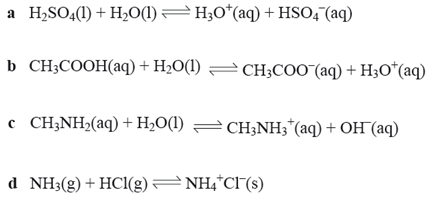 a H₂SO₄(l) + H₂O(l) ⇌ H₃O⁺(aq) + HSO₄⁻(aq)
b CH₃COOH(aq) + H₂O(l) ⇌ CH₃COO⁻(aq) + H₃O⁺(aq)
c CH₃NH₂(aq) + H₂O(l) ⇌ CH₃NH₃⁺(aq) + OH⁻(aq)
d NH₃(g) + HCl(g) ⇌ NH₄⁺Cl⁻(s)